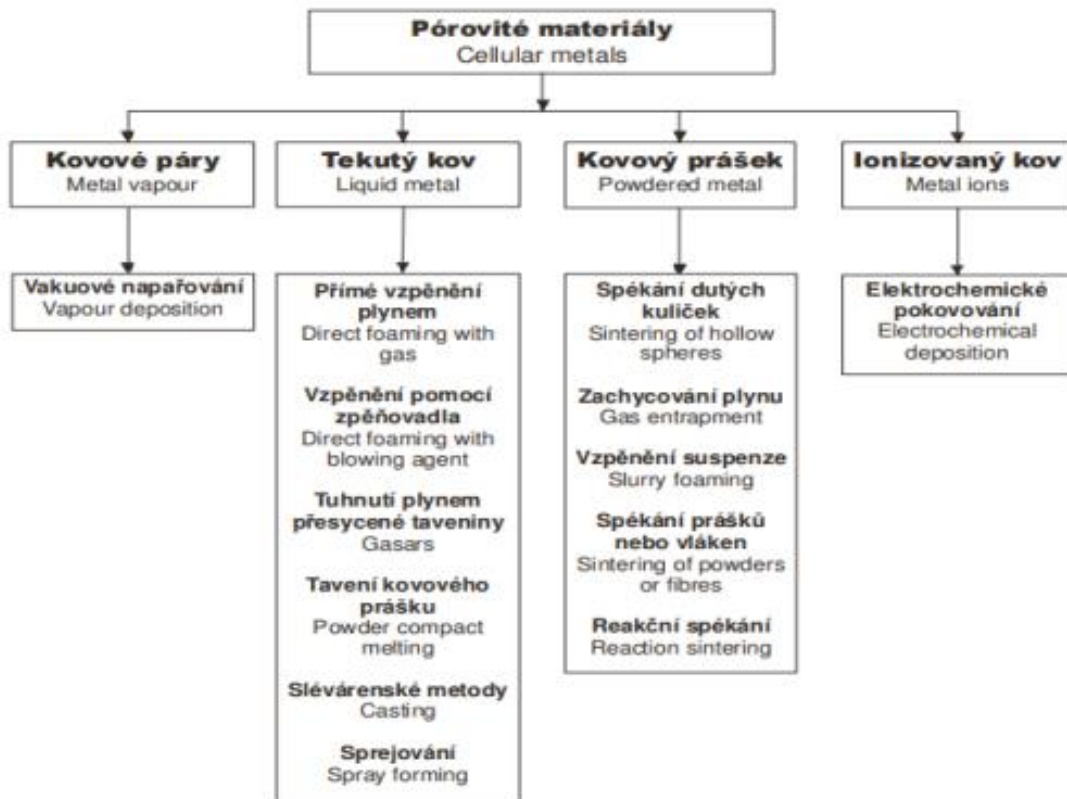 Pórovité materiály
Cellular metals
Kovové páry
Metal vapour
Tekutý kov
Liquid metal
Kovový prášek
Powdered metal
Ionizovaný kov
Metal ions
Vakuové napařování
Vapour deposition
Přímé vzpěnění
plynem
Direct foaming with
gas
Vzpěnění pomocí
zpěňovadla
Direct foaming with
blowing agent
Tuhnutí plynem
přesycené taveniny
Gasars
Tavení kovového
prášku
Powder compact
melting
Slévárenské metody
Casting
Sprejování
Spray forming
Spékání dutých
kuliček
Sintering of hollow
spheres
Zachycování plynu
Gas entrapment
Vzpěnění suspenze
Slurry foaming
Spékání prášků
nebo vláken
Sintering of powders
or fibres
Reakční spékání
Reaction sintering
Elektrochemické
pokovování
Electrochemical
deposition